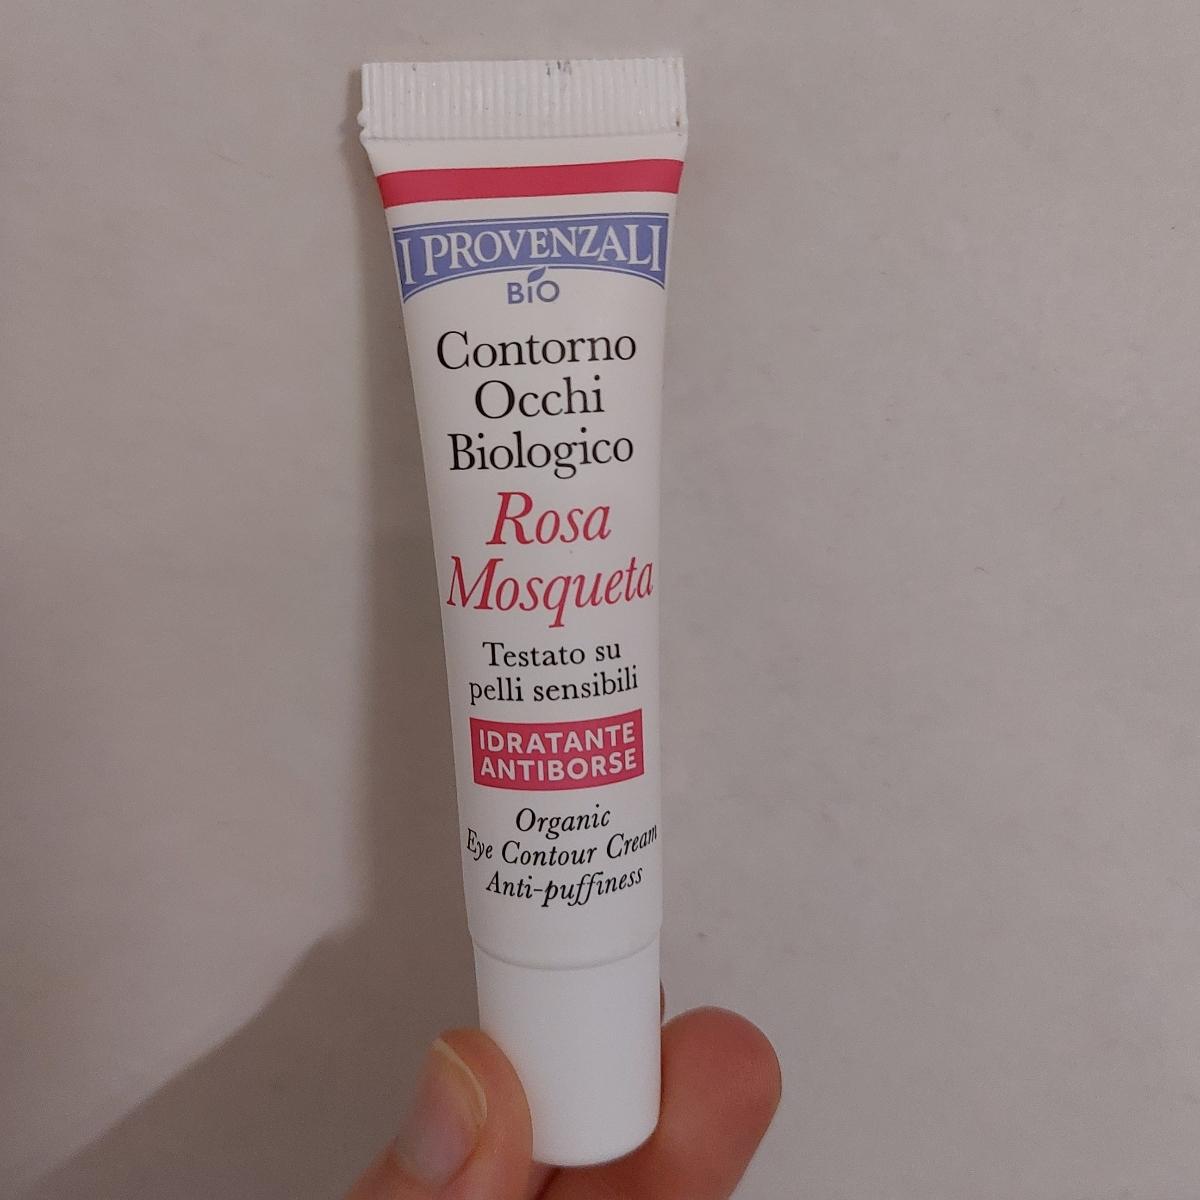 I PROVENZALI
BIO
Contorno
Occhi
Biologico
Rosa
Mosqueta
Testato su
pelli sensibili
IDRATANTE
ANTIBORSE
Organic
Eye Contour Cream
Anti-puffiness